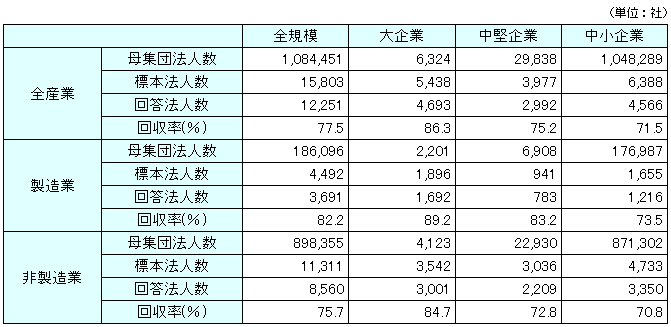 （単位：社）
全規模 大企業 中堅企業 中小企業
全産業
母集団法人数 1,084,451 6,324 29,838 1,048,289
標本法人数 15,803 5,438 3,977 6,388
回答法人数 12,251 4,693 2,992 4,566
回収率(％) 77.5 86.3 75.2 71.5
製造業
母集団法人数 186,096 2,201 6,908 176,987
標本法人数 4,492 1,896 941 1,655
回答法人数 3,691 1,692 783 1,216
回収率(％) 82.2 89.2 83.2 73.5
非製造業
母集団法人数 898,355 4,123 22,930 871,302
標本法人数 11,311 3,542 3,036 4,733
回答法人数 8,560 3,001 2,209 3,350
回収率(％) 75.7 84.7 72.8 70.8